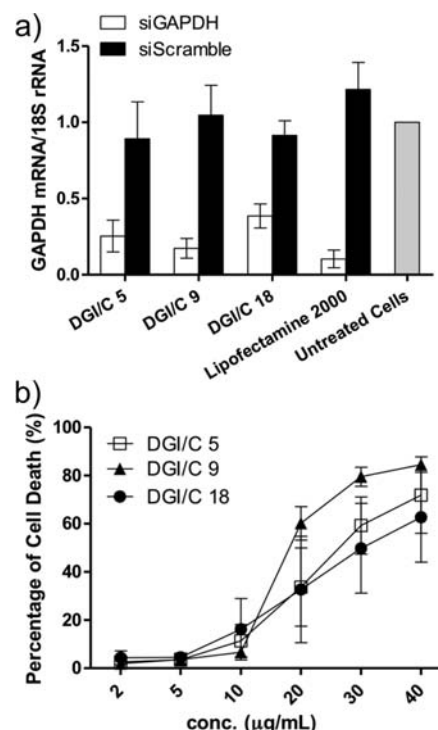 a)
siGAPDH
siScramble
GAPDH mRNA/18S rRNA
1.5
1.0
0.5
0.0
DGI/C 5
DGI/C 9
DGI/C 18
Lipofectamine 2000
Untreated Cells
b)
Percentage of Cell Death (%)
100
80
60
40
20
0
DGI/C 5
DGI/C 9
DGI/C 18
2
5
10
20
30
40
conc. (μg/mL)